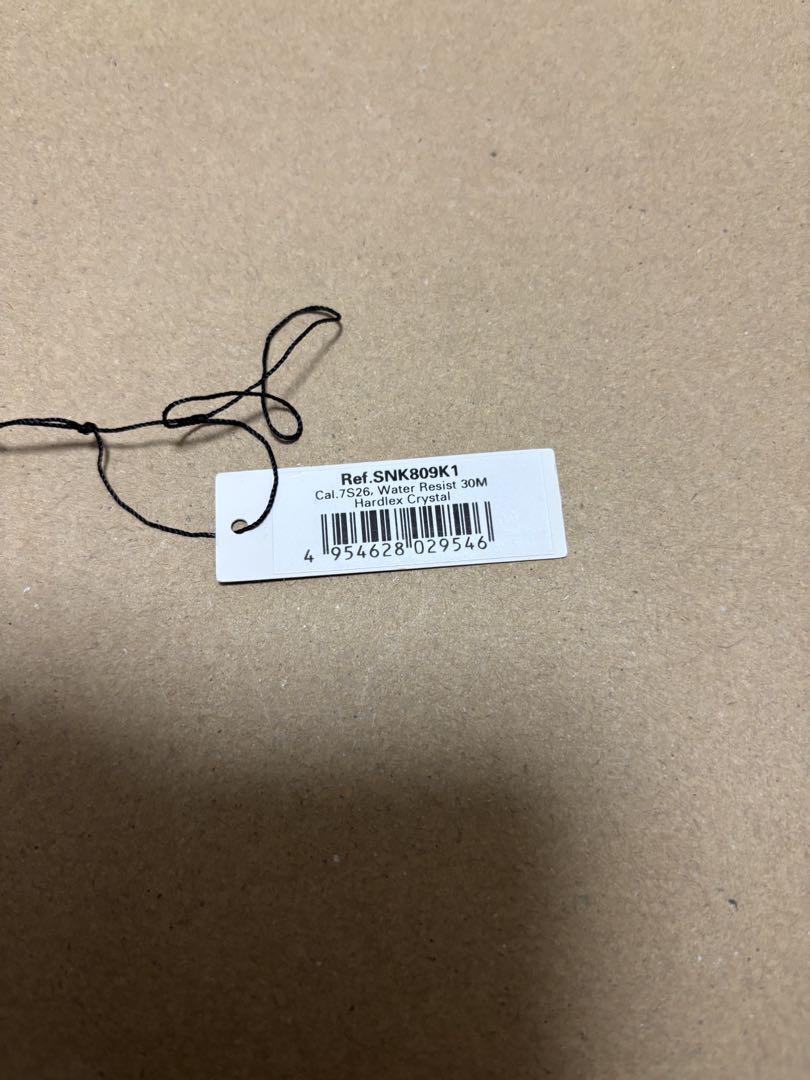 Ref.SNK809K1
Cal.7S26, Water Resist 30M
Hardlex Crystal
4 954628 029546